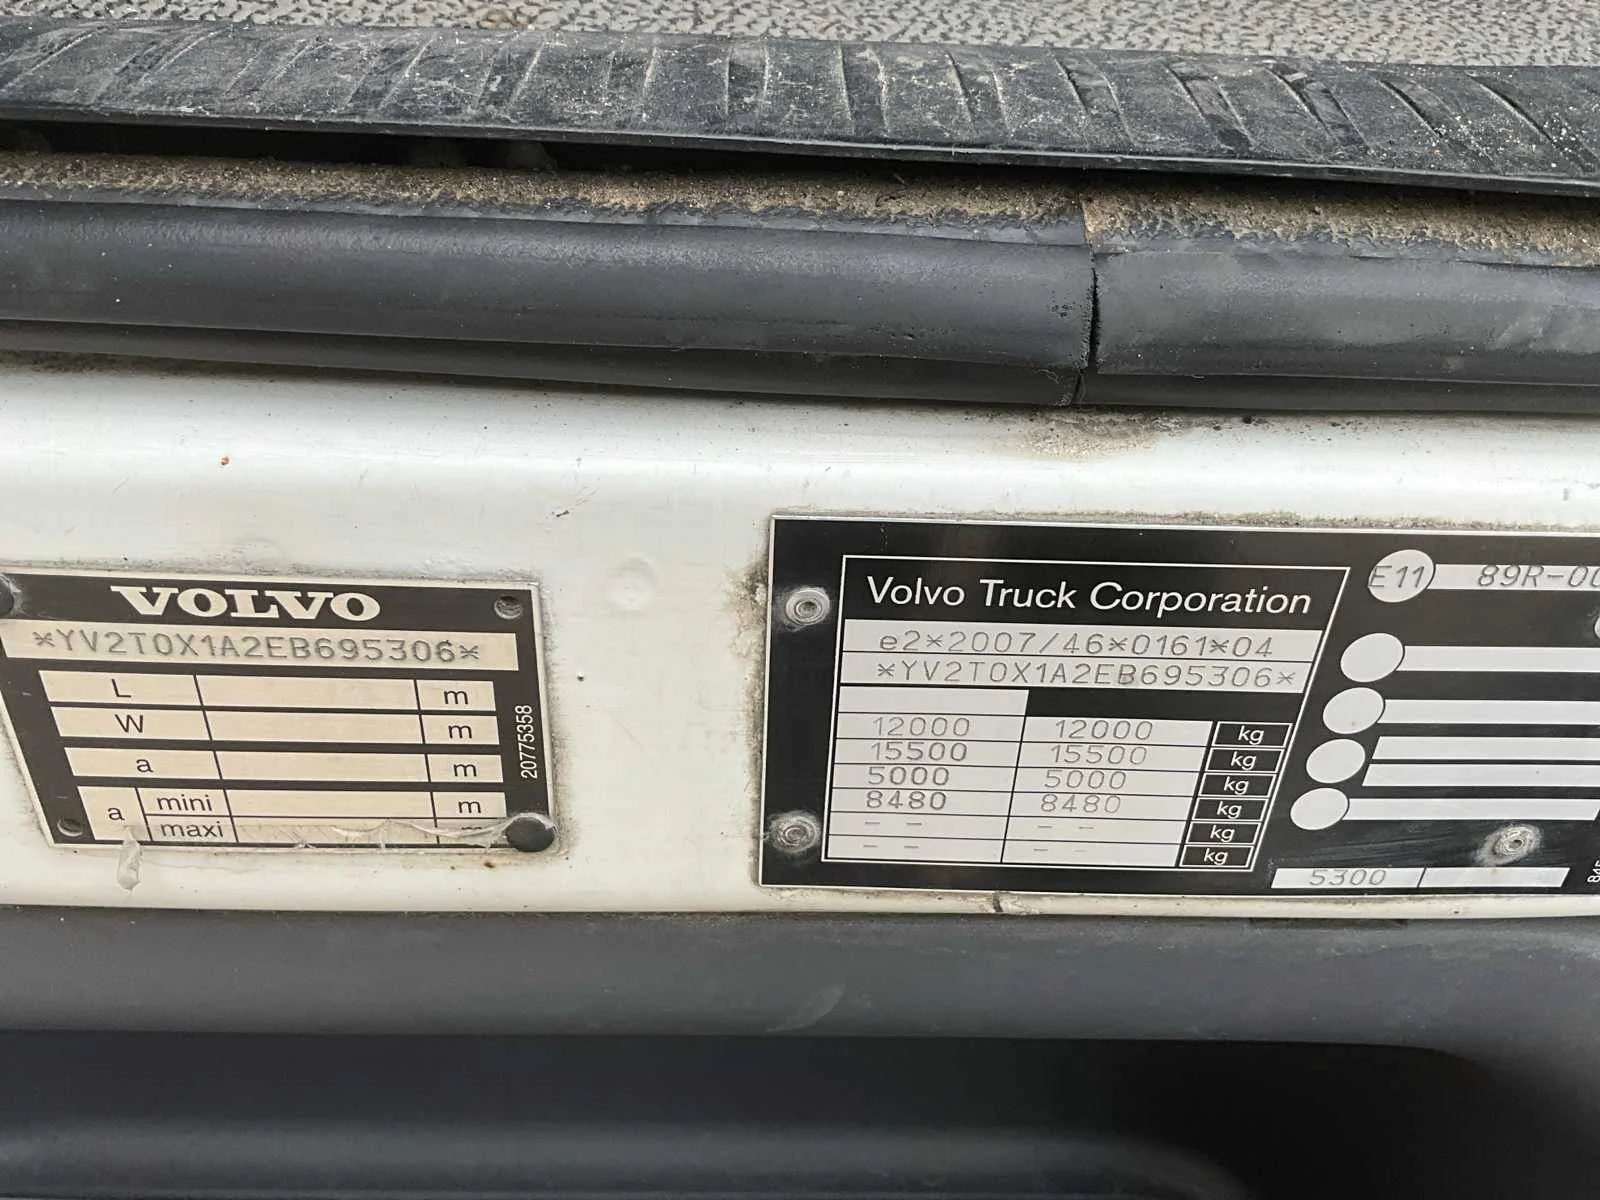 VOLVO
*YV2T0X1A2EB695306*
L m
W m
a m
a mini m
maxi
20775358
Volvo Truck Corporation
e2*2007/46*0161*04
*YV2T0X1A2EB695306*
12000 12000 kg
15500 15500 kg
5000 5000 kg
8480 8480 kg
-- -- kg
-- -- kg
E11 89R-00
5300